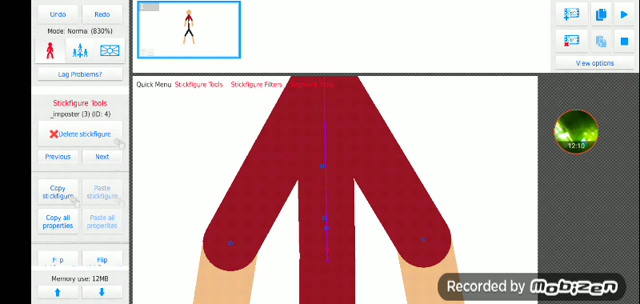 Undo Redo
Mode: Normal (830%)
Lag Problems?
Stickfigure Tools
_imposter (3) (ID: 4)
Delete stickfigure
Previous Next
Copy stickfigure Paste stickfigure
Copy all properties Paste all properites
Flip Flip
Memory use: 12MB
Quick Menu Stickfigure Tools Stickfigure Filters
View options
12:10
Recorded by Mobizen